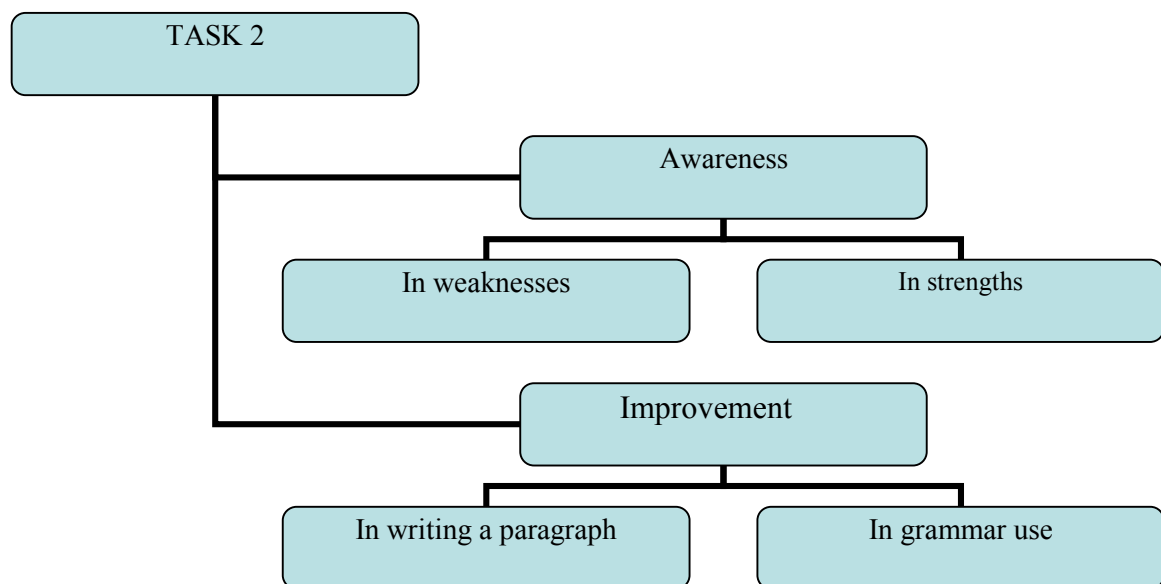 TASK 2
Awareness
In weaknesses
In strengths
Improvement
In writing a paragraph
In grammar use